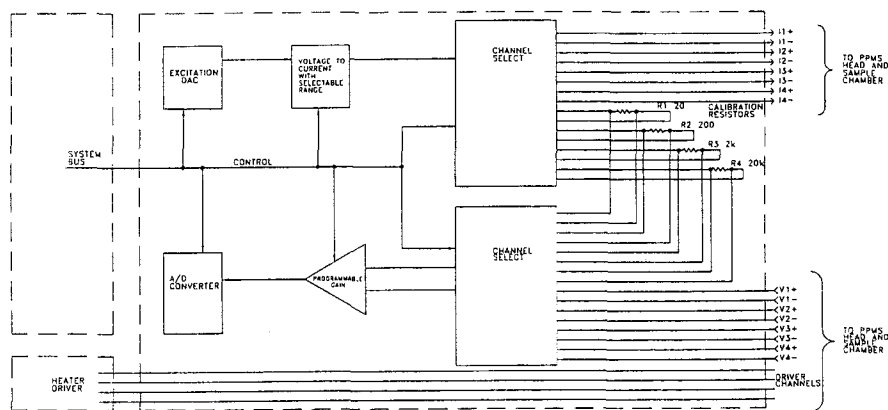 EXCITATION
DAC
VOLTAGE TO
CURRENT
WITH
SELECTABLE
RANGE
CHANNEL
SELECT
I1+
I1-
I2+
I2-
I3+
I3-
I4+
I4-
TO PPMS
HEAD AND
SAMPLE
CHAMBER
R1 20
CALIBRATION
RESISTORS
R2 200
R3 2k
R4 20k
SYSTEM
BUS
CONTROL
A/D
CONVERTER
PROGRAMMABLE
GAIN
CHANNEL
SELECT
V1+
V1-
V2+
V2-
V3+
V3-
V4+
V4-
TO PPMS
HEAD AND
SAMPLE
CHAMBER
HEATER
DRIVER
DRIVER
CHANNELS